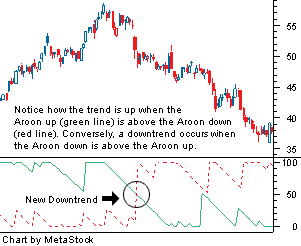 55
50
45
40
35
Notice how the trend is up when the
Aroon up (green line) is above the Aroon down
(red line). Conversely, a downtrend occurs when
the Aroon down is above the Aroon up.
100
50
0
New Downtrend
Chart by MetaStock